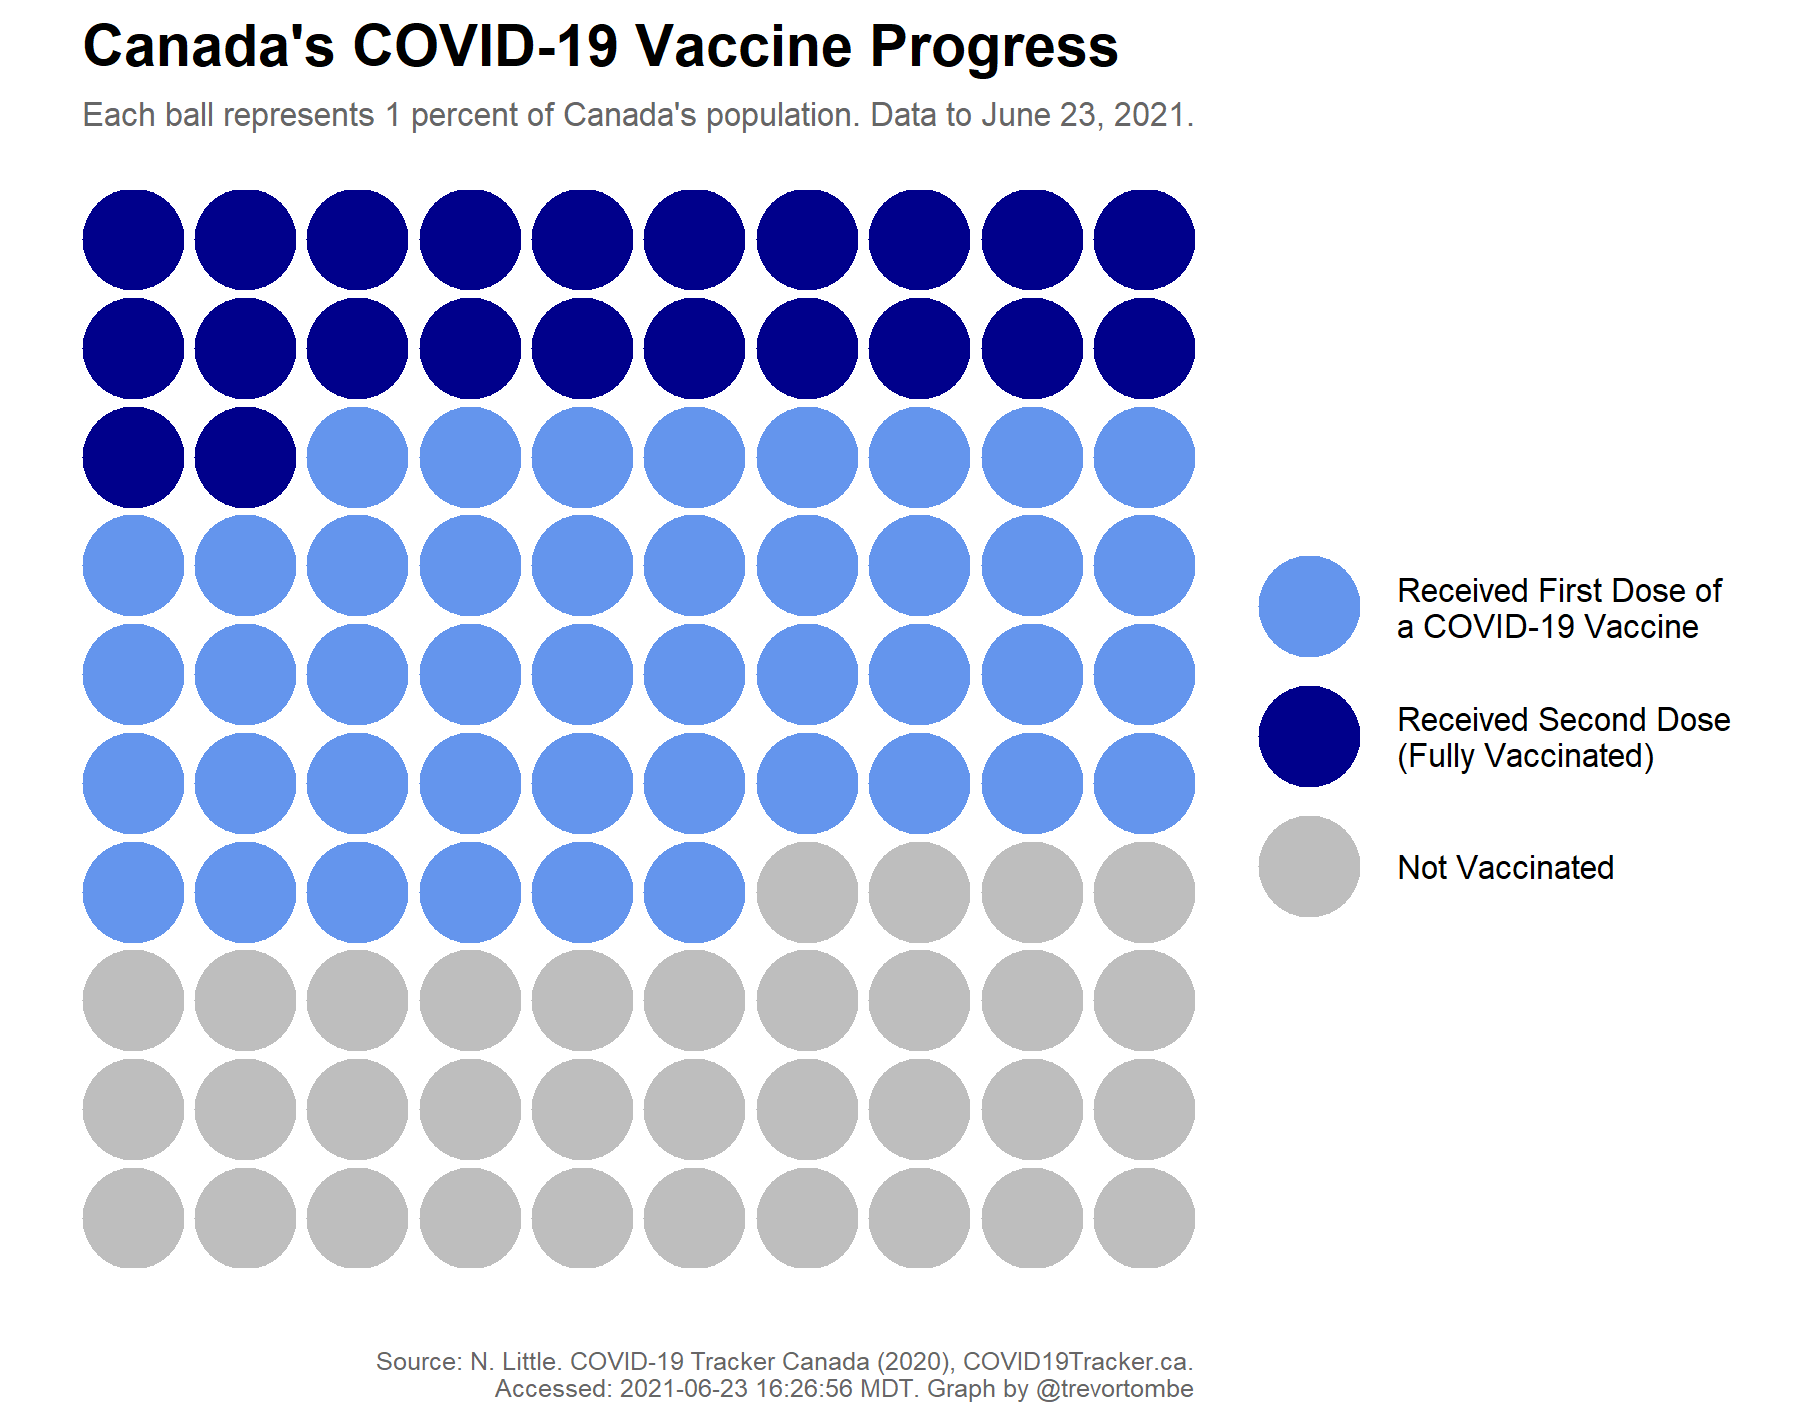 Canada's COVID-19 Vaccine Progress
Each ball represents 1 percent of Canada's population. Data to June 23, 2021.
Received First Dose of
a COVID-19 Vaccine
Received Second Dose
(Fully Vaccinated)
Not Vaccinated
Source: N. Little. COVID-19 Tracker Canada (2020), COVID19Tracker.ca.
Accessed: 2021-06-23 16:26:56 MDT. Graph by @trevortombe